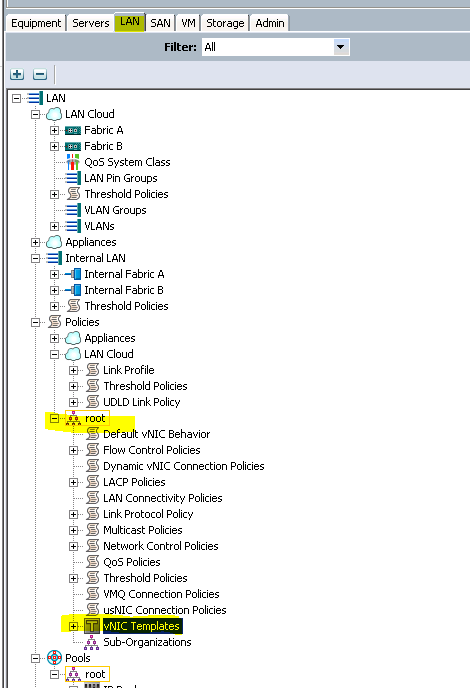 Equipment Servers LAN SAN VM Storage Admin
Filter: All
LAN
LAN Cloud
Fabric A
Fabric B
QoS System Class
LAN Pin Groups
Threshold Policies
VLAN Groups
VLANs
Appliances
Internal LAN
Internal Fabric A
Internal Fabric B
Threshold Policies
Policies
Appliances
LAN Cloud
Link Profile
Threshold Policies
UDLD Link Policy
root
Default vNIC Behavior
Flow Control Policies
Dynamic vNIC Connection Policies
LACP Policies
LAN Connectivity Policies
Link Protocol Policy
Multicast Policies
Network Control Policies
QoS Policies
Threshold Policies
VMQ Connection Policies
usNIC Connection Policies
vNIC Templates
Sub-Organizations
Pools
root